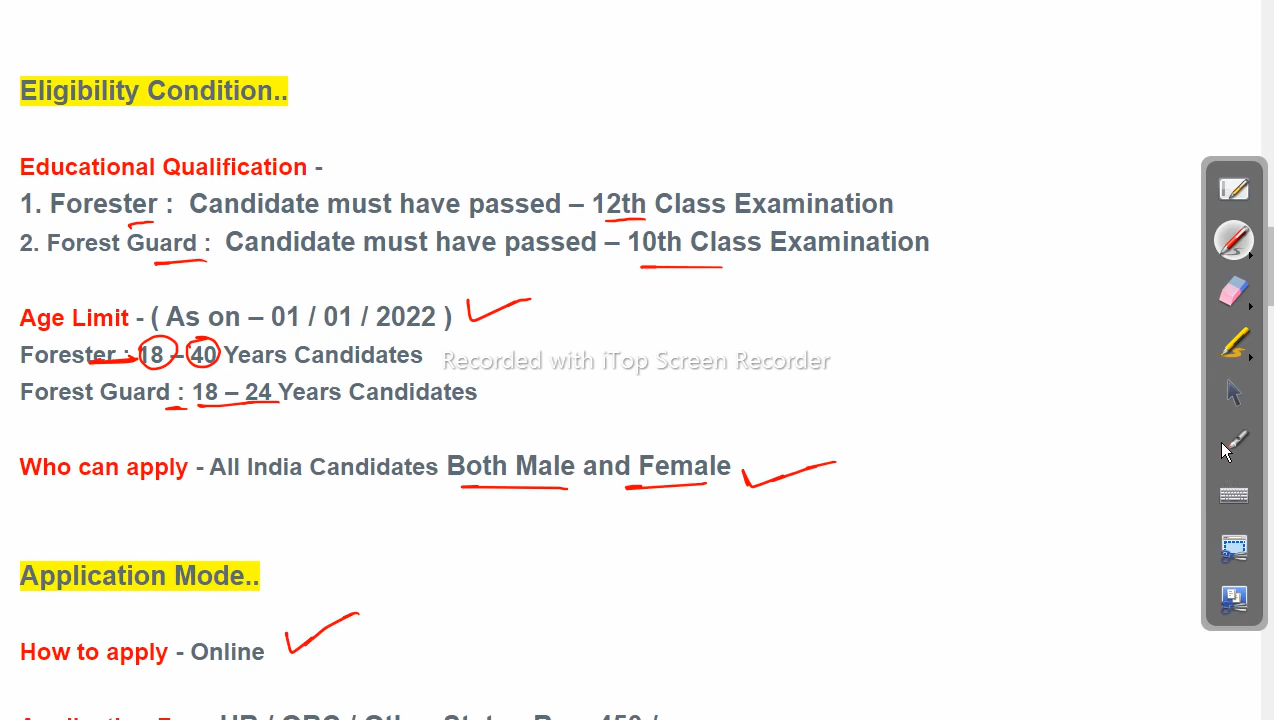 Eligibility Condition..
Educational Qualification -
1. Forester : Candidate must have passed – 12th Class Examination
2. Forest Guard : Candidate must have passed – 10th Class Examination
Age Limit - ( As on – 01 / 01 / 2022 )
Forester : 18 – 40 Years Candidates
Recorded with iTop Screen Recorder
Forest Guard : 18 – 24 Years Candidates
Who can apply - All India Candidates Both Male and Female
Application Mode..
How to apply - Online